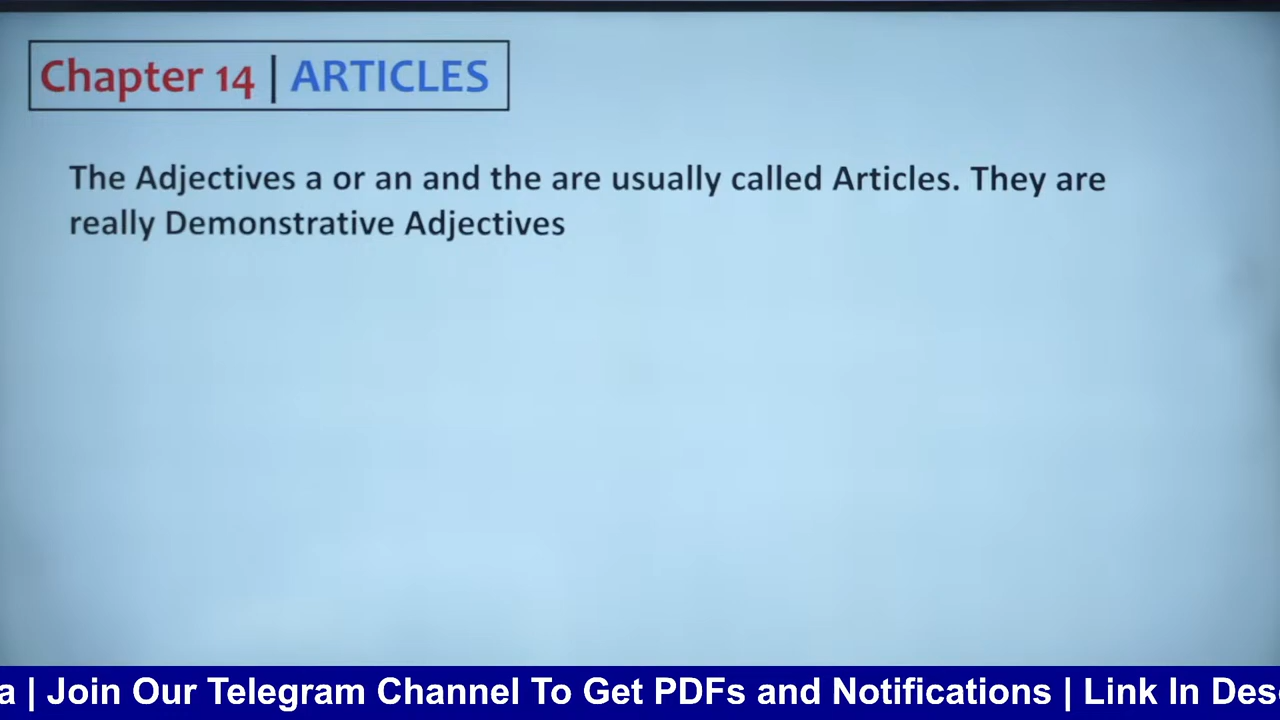 Chapter 14 | ARTICLES
The Adjectives a or an and the are usually called Articles. They are
really Demonstrative Adjectives
a | Join Our Telegram Channel To Get PDFs and Notifications | Link In Des